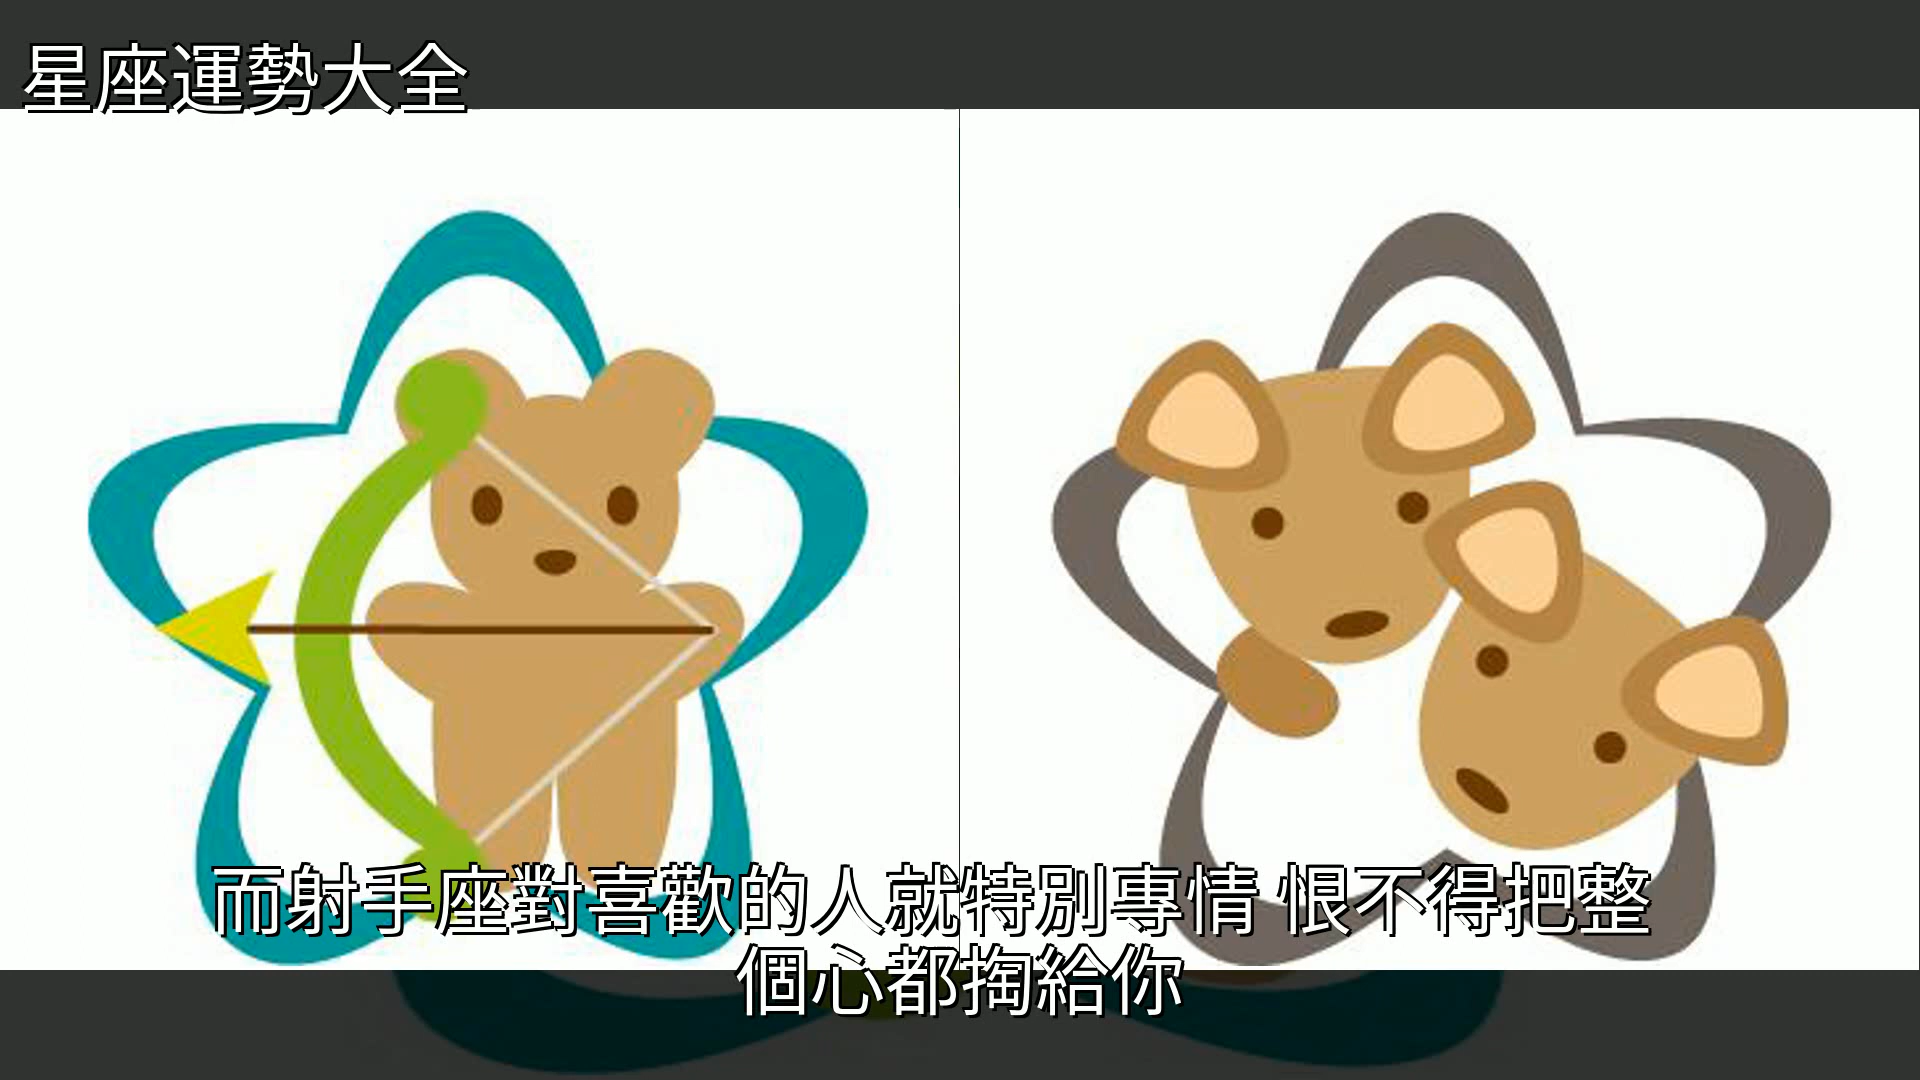 星座運勢大全
而射手座對喜歡的人就特別專情 恨不得把整
個心都掏給你